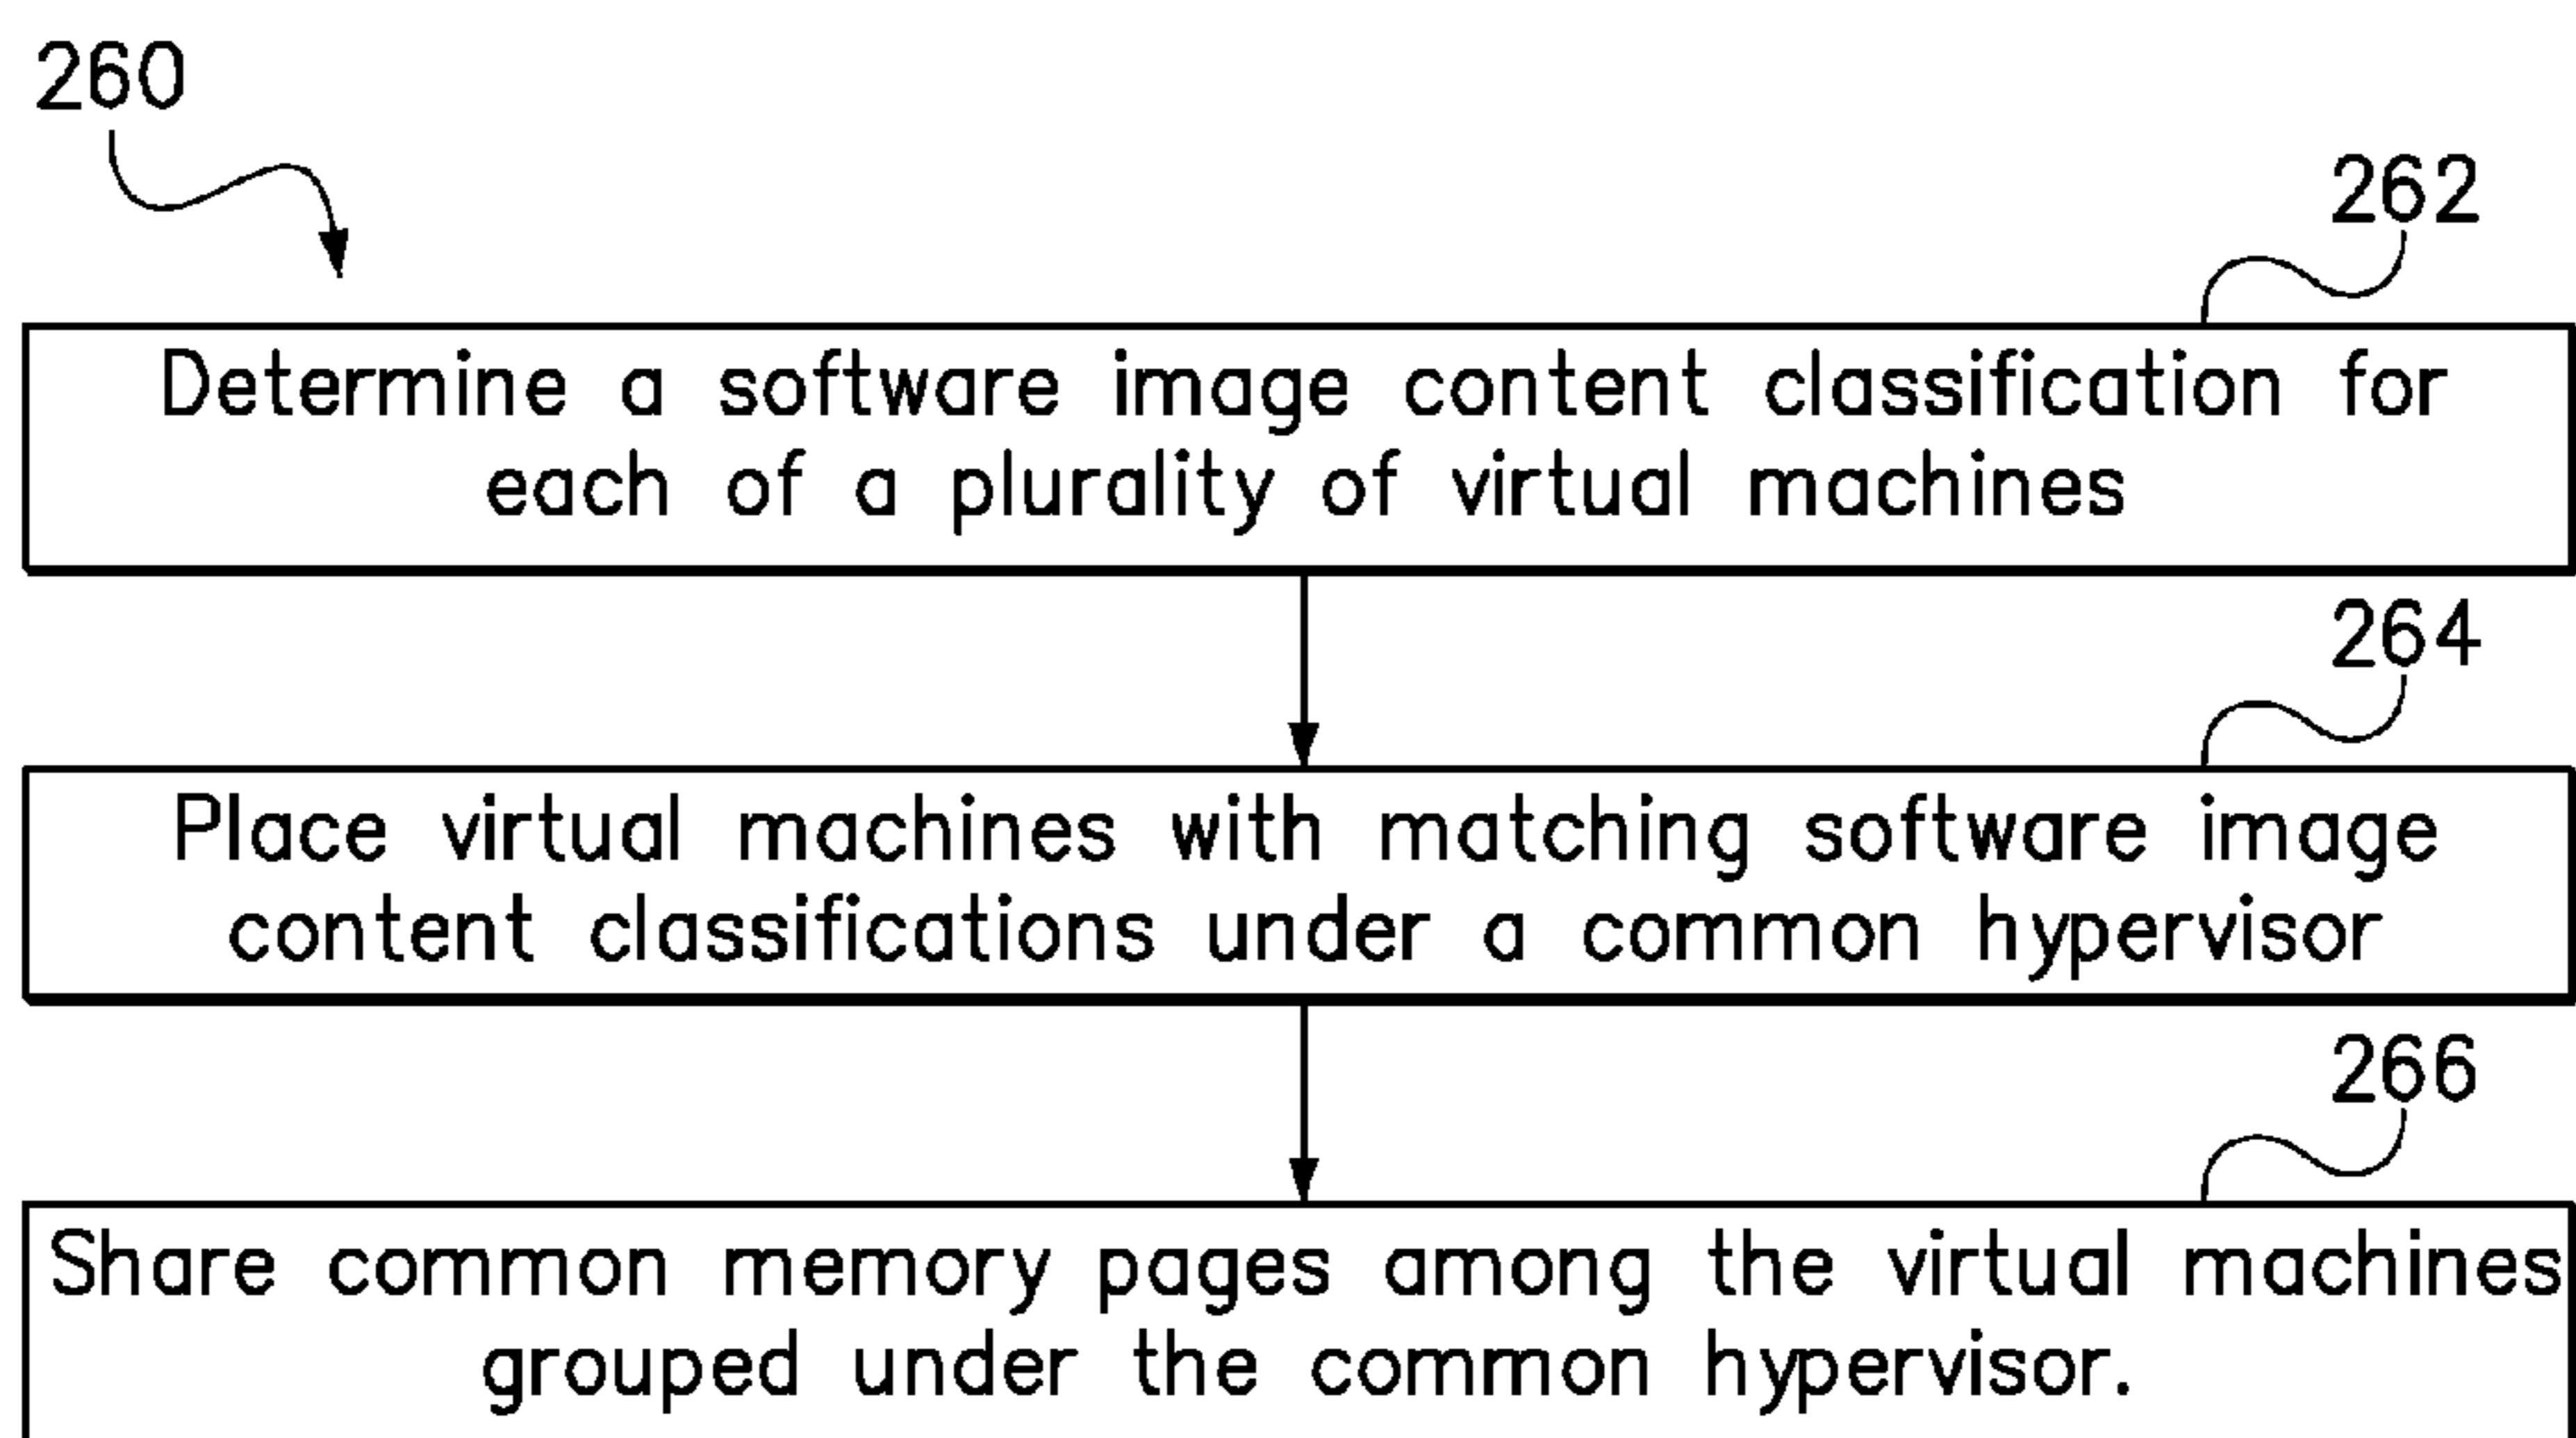 260
262
Determine a software image content classification for
each of a plurality of virtual machines
264
Place virtual machines with matching software image
content classifications under a common hypervisor
266
Share common memory pages among the virtual machines
grouped under the common hypervisor.